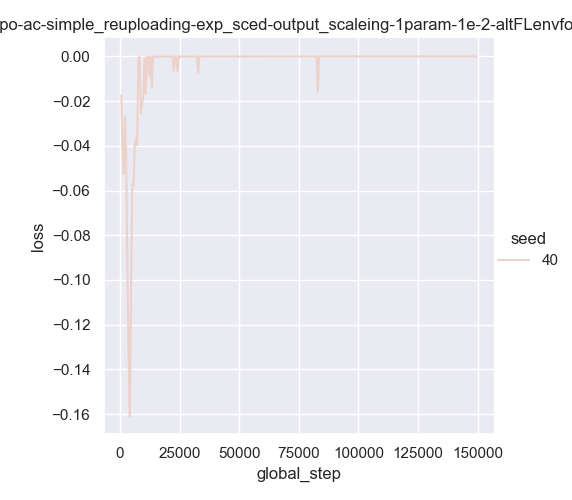 po-ac-simple_reuploading-exp_sced-output_scaleing-1param-1e-2-altFLenvfo
0.00
−0.02
−0.04
−0.06
−0.08
−0.10
−0.12
−0.14
−0.16
loss
0 25000 50000 75000 100000 125000 150000
global_step
seed
40